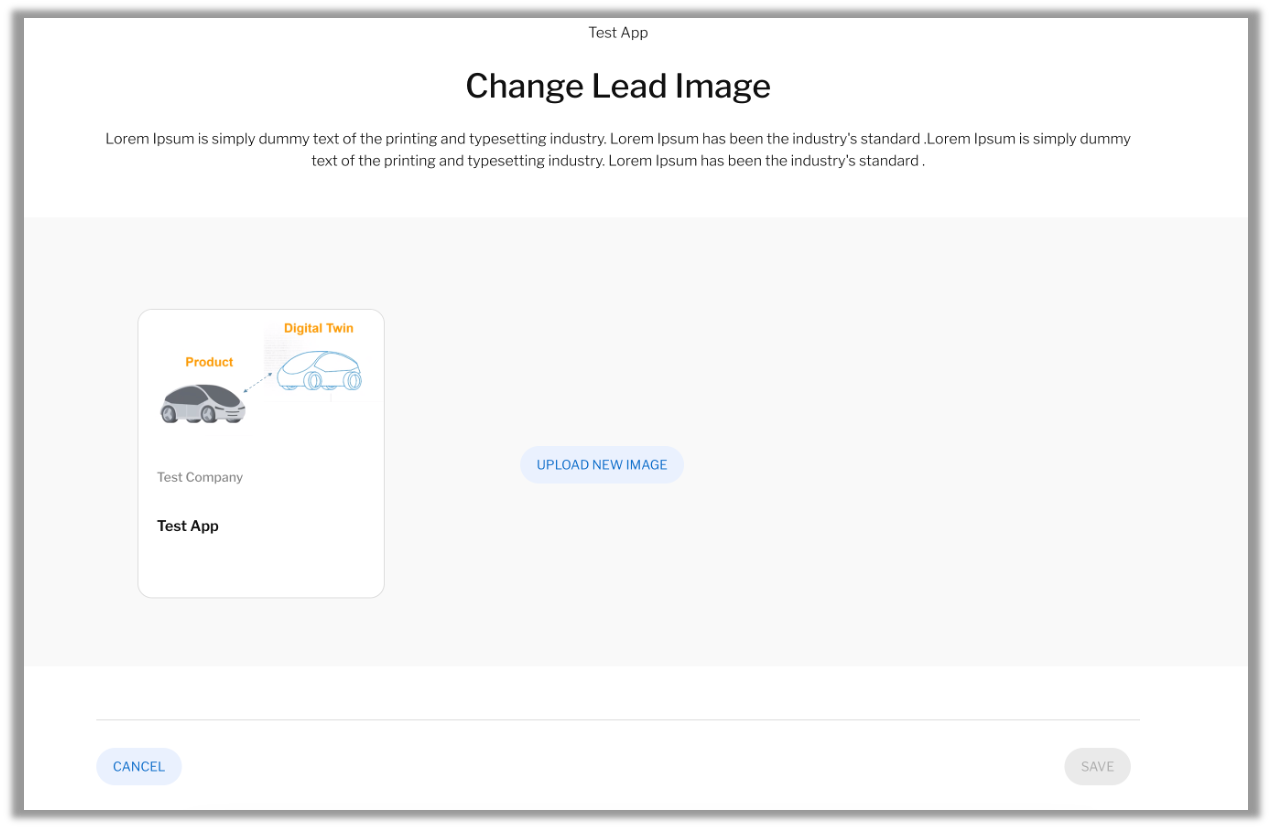 Test App
Change Lead Image
Lorem Ipsum is simply dummy text of the printing and typesetting industry. Lorem Ipsum has been the industry's standard .Lorem Ipsum is simply dummy
text of the printing and typesetting industry. Lorem Ipsum has been the industry's standard .
Digital Twin
Product
Test Company
Test App
UPLOAD NEW IMAGE
CANCEL
SAVE